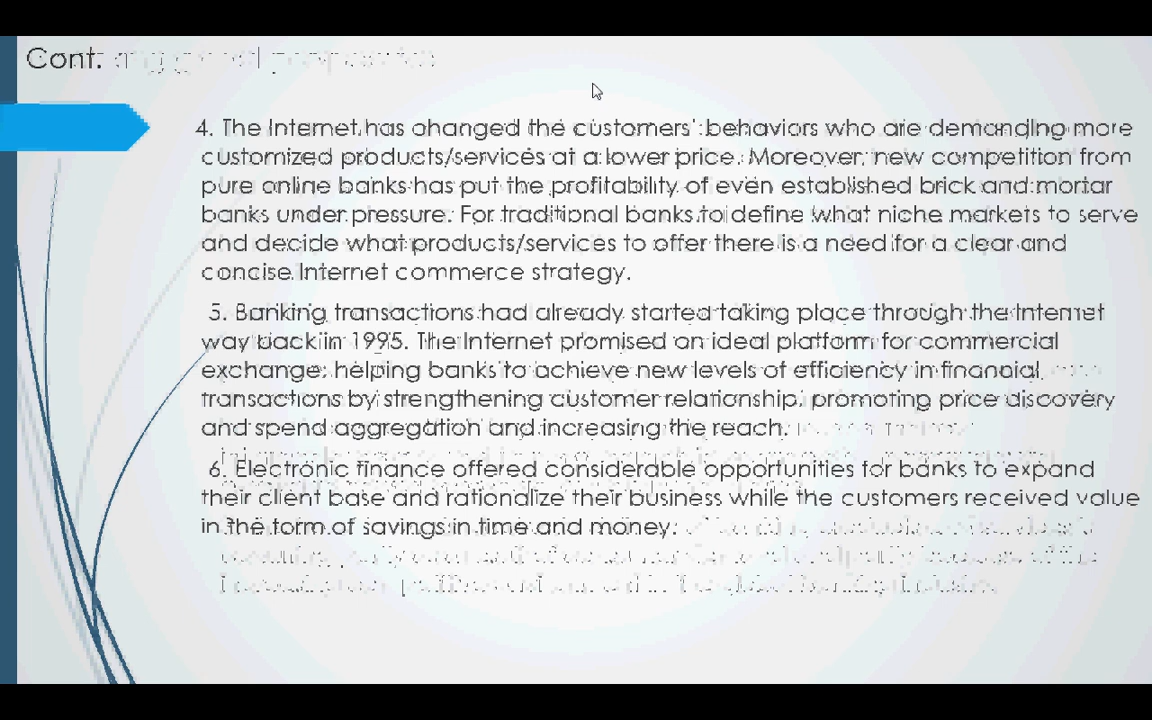 Cont.
4. The Internet has changed the customers' behaviors who are demanding more
customized products/services at a lower price. Moreover, new competition from
pure online banks has put the profitability of even established brick and mortar
banks under pressure. For traditional banks to define what niche markets to serve
and decide what products/services to offer there is a need for a clear and
concise Internet commerce strategy.
5. Banking transactions had already started taking place through the Internet
way back in 1995. The Internet promised an ideal platform for commercial
exchange, helping banks to achieve new levels of efficiency in financial
transactions by strengthening customer relationship, promoting price discovery
and spend aggregation and increasing the reach.
6. Electronic finance offered considerable opportunities for banks to expand
their client base and rationalize their business while the customers received value
in the form of savings in time and money.